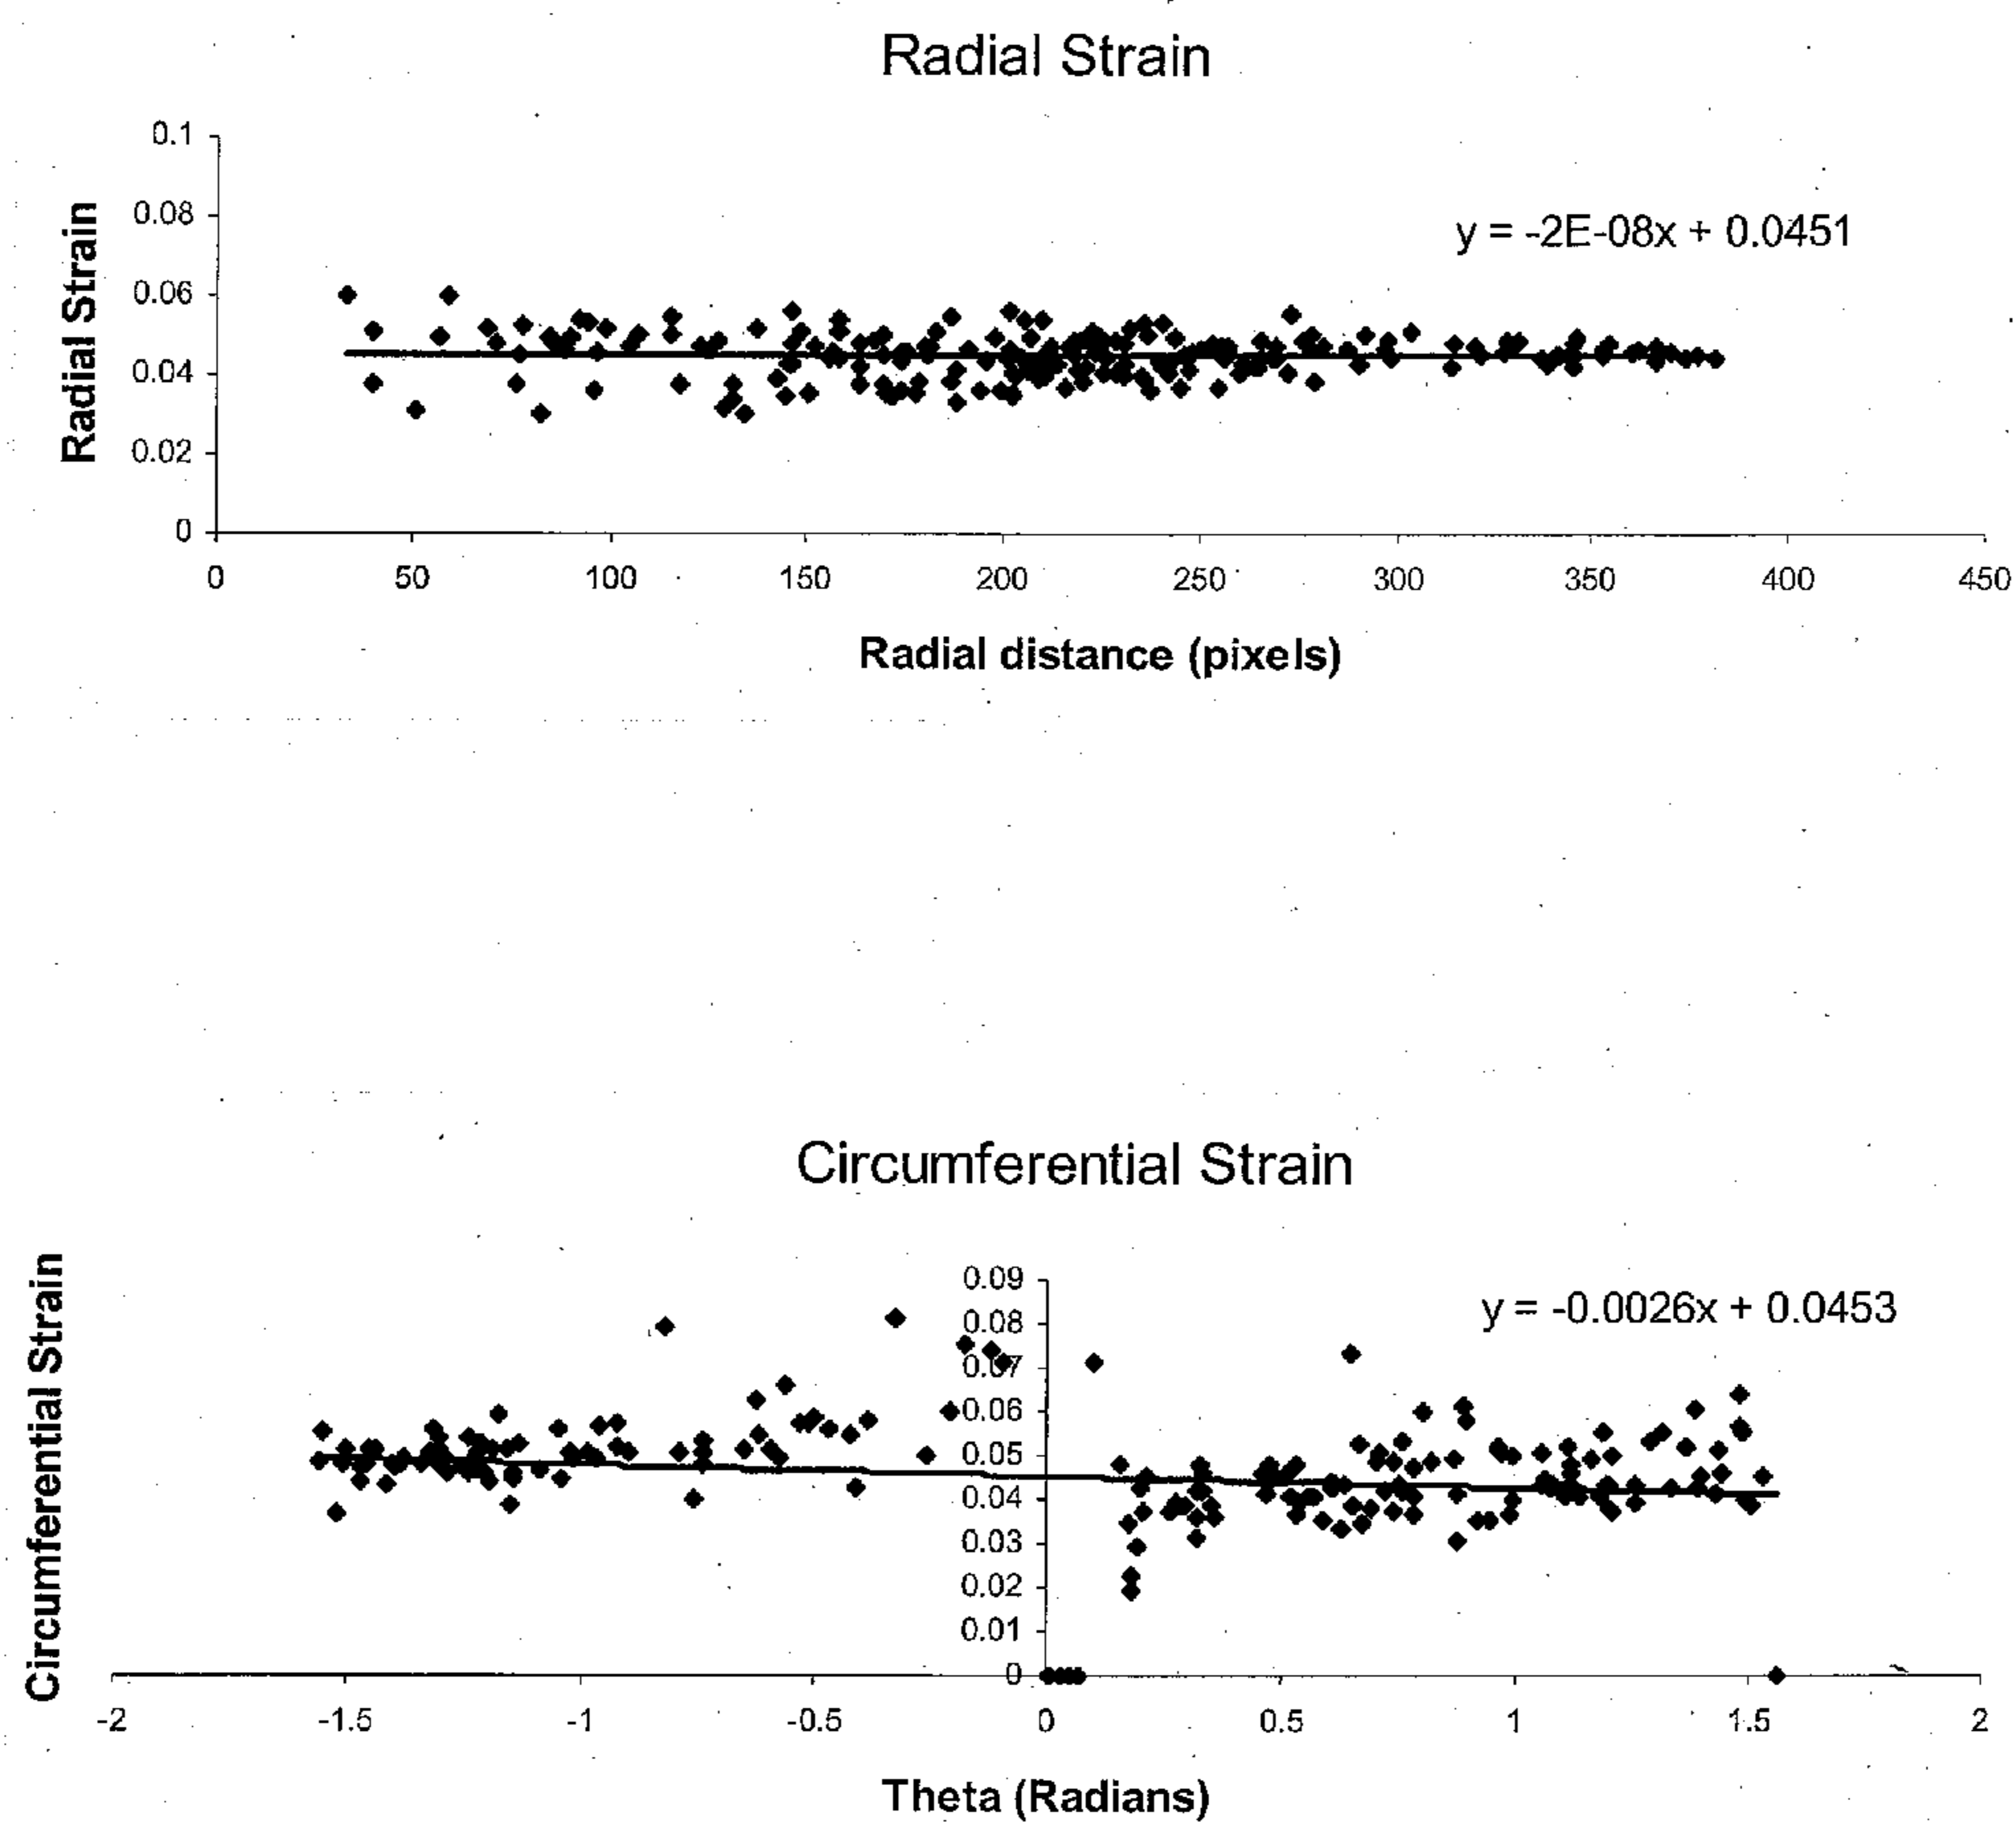 Radial Strain
0.1
0.08
0.06
0.04
0.02
0
Radial Strain
y = -2E-08x + 0.0451
0 50 100 150 200 250 300 350 400 450
Radial distance (pixels)
Circumferential Strain
0.09
0.08
0.07
0.06
0.05
0.04
0.03
0.02
0.01
0
Circumferential Strain
y = -0.0026x + 0.0453
-2 -1.5 -1 -0.5 0 0.5 1 1.5 2
Theta (Radians)